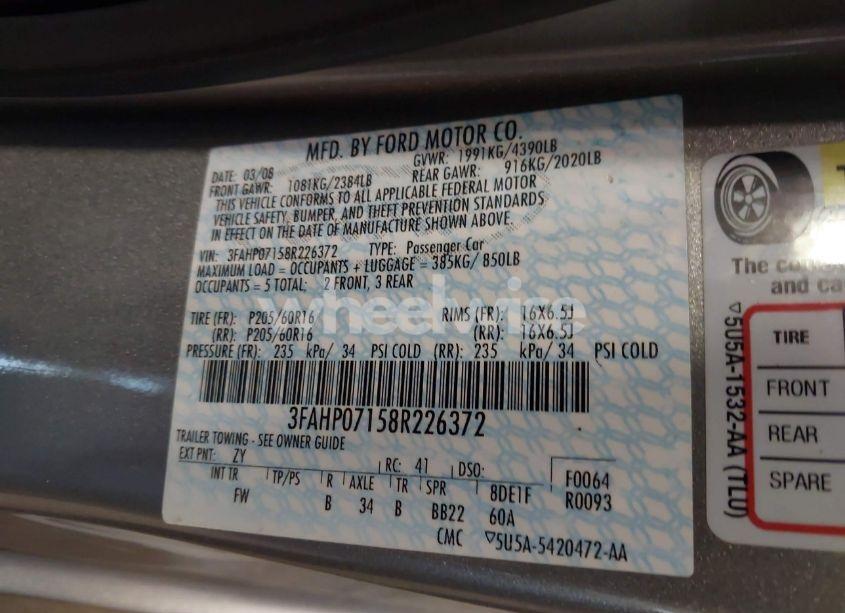 MFD. BY FORD MOTOR CO.
DATE: 03/08 GVWR: 1991KG/4390LB
FRONT GAWR: 1081KG/2384LB REAR GAWR: 916KG/2020LB
THIS VEHICLE CONFORMS TO ALL APPLICABLE FEDERAL MOTOR
VEHICLE SAFETY, BUMPER, AND THEFT PREVENTION STANDARDS
IN EFFECT ON THE DATE OF MANUFACTURE SHOWN ABOVE.
VIN: 3FAHP07158R226372 TYPE: Passenger Car
MAXIMUM LOAD = OCCUPANTS + LUGGAGE = 385KG/ 850LB
OCCUPANTS = 5 TOTAL: 2 FRONT, 3 REAR
wheelwire
TIRE (FR): P205/60R16 RIMS (FR): 16X6.5J
(RR): P205/60R16 (RR): 16X6.5J
PRESSURE (FR): 235 kPa/ 34 PSI COLD (RR): 235 kPa/ 34 PSI COLD
3FAHP07158R226372
TRAILER TOWING - SEE OWNER GUIDE
EXT PNT: ZY RC: 41 DSO: F0064
INT TR TP/PS R AXLE TR SPR 8DE1F R0093
FW B 34 B BB22 60A
CMC ▽5U5A-5420472-AA
The
and
▽5U5A-1532-AA (TL0)
TIRE
FRONT
REAR
SPARE